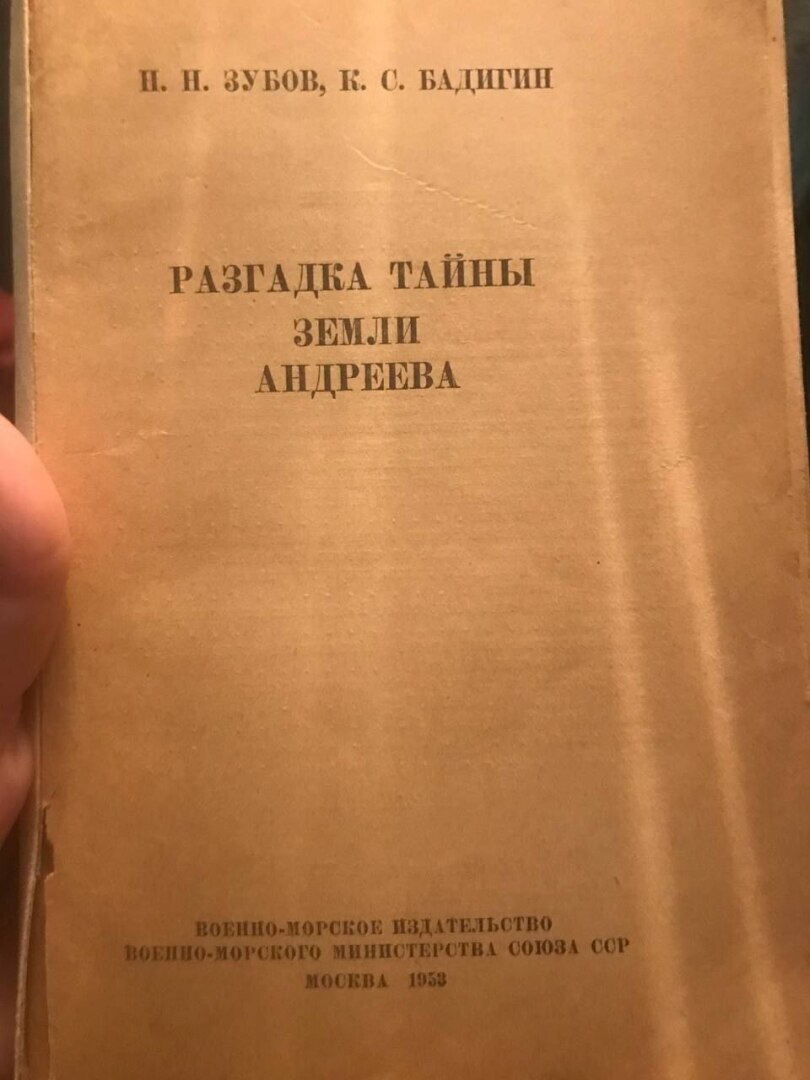 Н. Н. ЗУБОВ, К. С. БАДИГИН
РАЗГАДКА ТАЙНЫ
ЗЕМЛИ
АНДРЕЕВА
ВОЕННО-МОРСКОЕ ИЗДАТЕЛЬСТВО
ВОЕННО-МОРСКОГО МИНИСТЕРСТВА СОЮЗА ССР
МОСКВА 1953